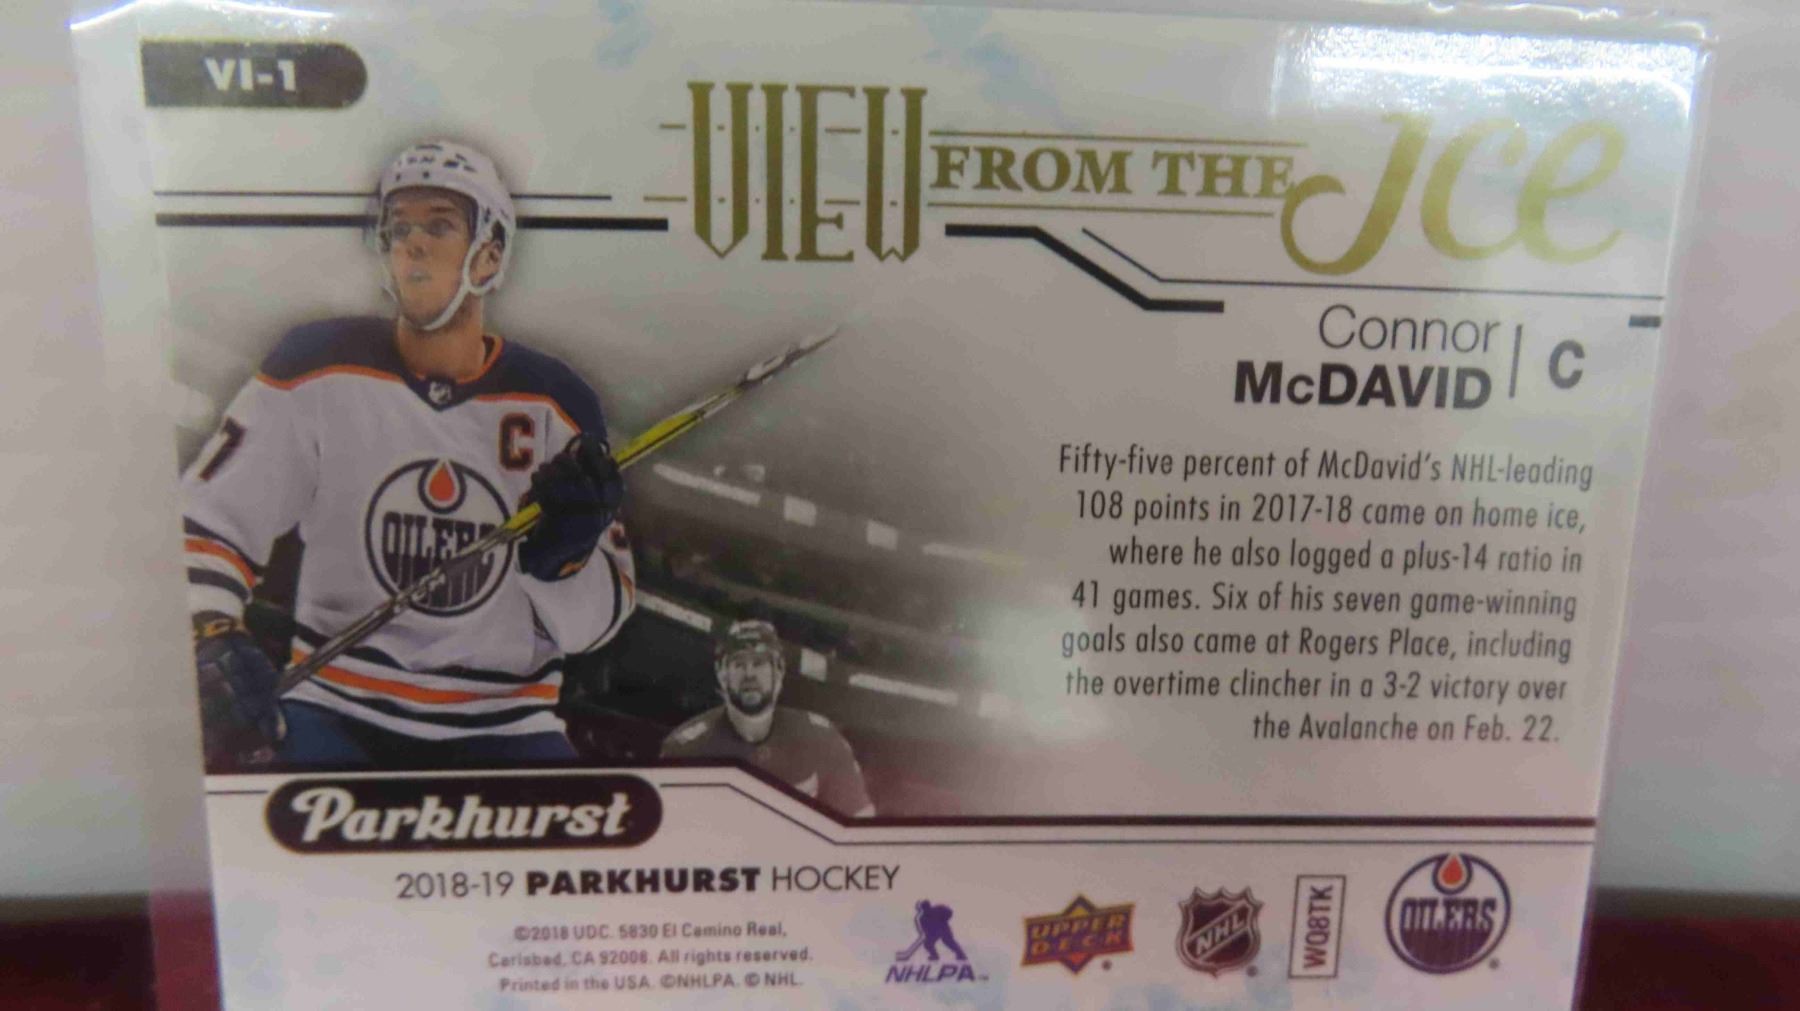 VI-1
VIEW FROM THE Ice
Connor
McDAVID
C
7
C
OILERS
Fifty-five percent of McDavid's NHL-leading
108 points in 2017-18 came on home ice,
where he also logged a plus-14 ratio in
41 games. Six of his seven game-winning
goals also came at Rogers Place, including
the overtime clincher in a 3-2 victory over
the Avalanche on Feb. 22.
Parkhurst
2018-19 PARKHURST HOCKEY
©2018 UDC. 5830 El Camino Real,
Carlsbad, CA 92008. All rights reserved.
Printed in the USA. ©NHLPA. © NHL.
NHLPA
UPPER
DECK
NHL
WQ8TK
OILERS